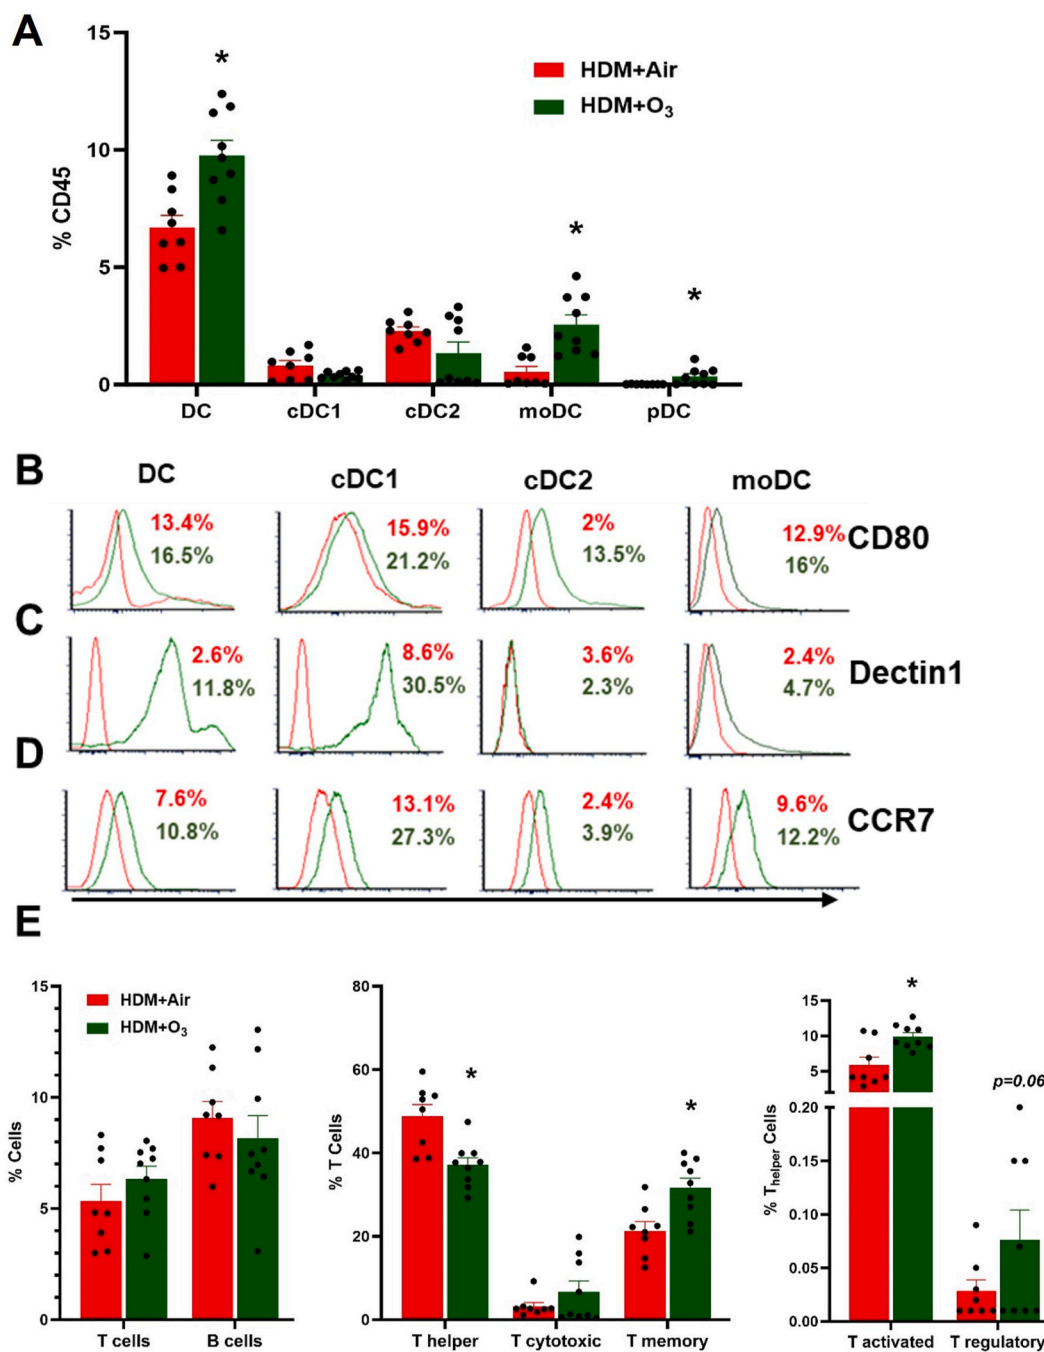 A
15
10
5
0
% CD45
*
*
*
HDM+Air
HDM+O₃
DC
cDC1
cDC2
moDC
pDC
B
DC
cDC1
cDC2
moDC
13.4%
16.5%
15.9%
21.2%
2%
13.5%
12.9%
16%
CD80
C
2.6%
11.8%
8.6%
30.5%
3.6%
2.3%
2.4%
4.7%
Dectin1
D
7.6%
10.8%
13.1%
27.3%
2.4%
3.9%
9.6%
12.2%
CCR7
E
15
10
5
0
% Cells
HDM+Air
HDM+O₃
T cells
B cells
80
60
40
20
0
% T Cells
*
*
T helper
T cytotoxic
T memory
15
10
5
0.20
0.15
0.10
0.05
0.00
% Thelper Cells
*
p=0.06
T activated
T regulatory